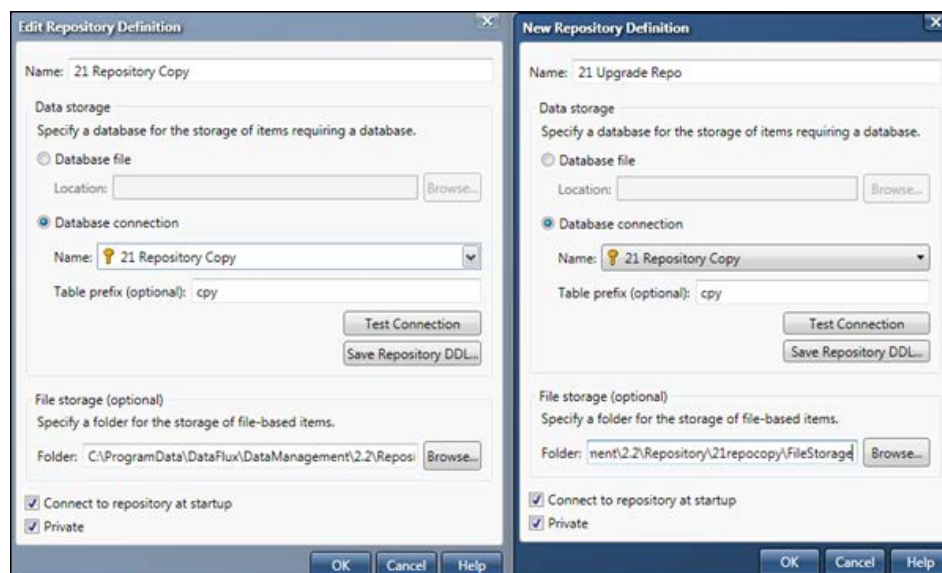 Edit Repository Definition
Name: 21 Repository Copy
Data storage
Specify a database for the storage of items requiring a database.
Database file
Location: Browse...
Database connection
Name: 21 Repository Copy
Table prefix (optional): cpy
Test Connection
Save Repository DDL...
File storage (optional)
Specify a folder for the storage of file-based items.
Folder: C:\ProgramData\DataFlux\DataManagement\2.2\Reposi Browse...
Connect to repository at startup
Private
OK Cancel Help
New Repository Definition
Name: 21 Upgrade Repo
Data storage
Specify a database for the storage of items requiring a database.
Database file
Location: Browse...
Database connection
Name: 21 Repository Copy
Table prefix (optional): cpy
Test Connection
Save Repository DDL...
File storage (optional)
Specify a folder for the storage of file-based items.
Folder: nent\2.2\Repository\21repocopy\FileStorage Browse...
Connect to repository at startup
Private
OK Cancel Help